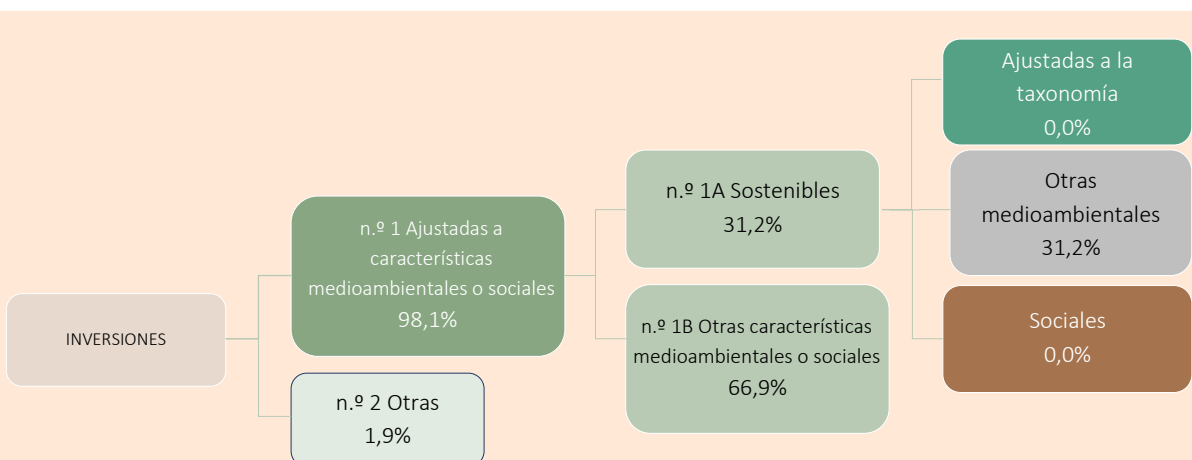 INVERSIONES
n.º 1 Ajustadas a
características
medioambientales o sociales
98,1%
n.º 2 Otras
1,9%
n.º 1A Sostenibles
31,2%
n.º 1B Otras características
medioambientales o sociales
66,9%
Ajustadas a la
taxonomía
0,0%
Otras
medioambientales
31,2%
Sociales
0,0%